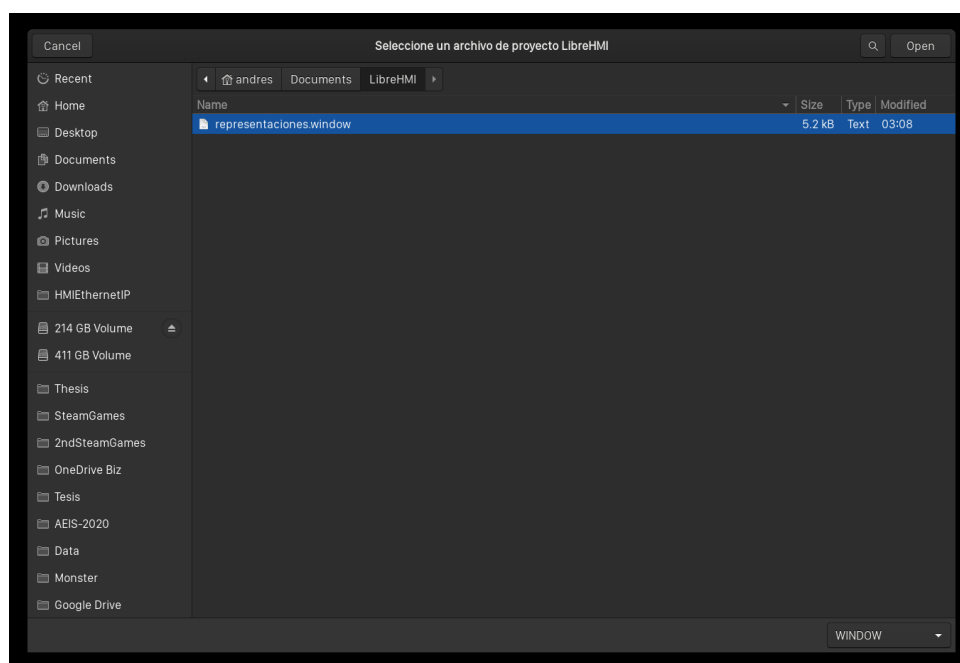 Cancel Seleccione un archivo de proyecto LibreHMI Open
Recent
Home
Desktop
Documents
Downloads
Music
Pictures
Videos
HMIEthernetIP
214 GB Volume
411 GB Volume
Thesis
SteamGames
2ndSteamGames
OneDrive Biz
Tesis
AEIS-2020
Data
Monster
Google Drive
andres Documents LibreHMI
Name Size Type Modified
representaciones.window 5.2 kB Text 03:08
WINDOW